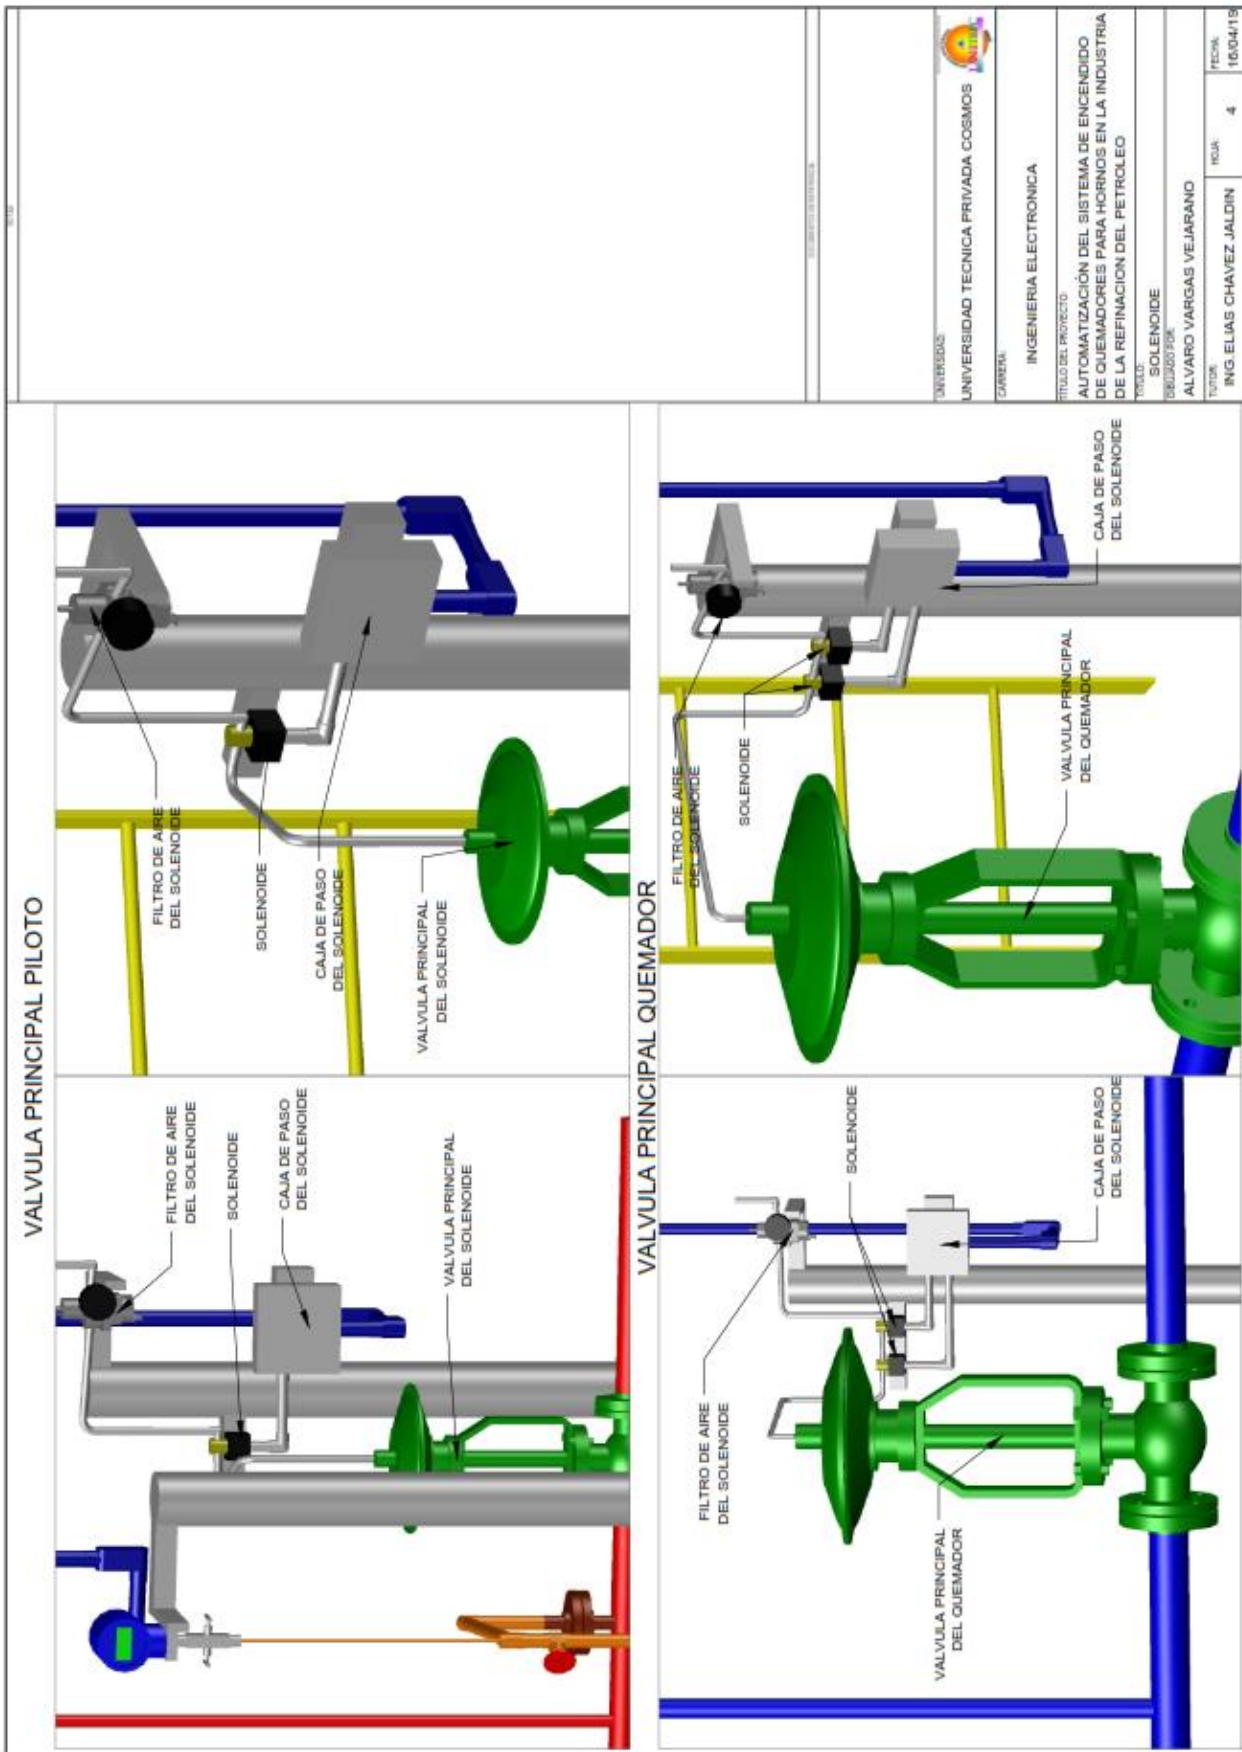 VALVULA PRINCIPAL PILOTO
FILTRO DE AIRE
DEL SOLENOIDE
SOLENOIDE
CAJA DE PASO
DEL SOLENOIDE
VALVULA PRINCIPAL
DEL SOLENOIDE
FILTRO DE AIRE
DEL SOLENOIDE
SOLENOIDE
CAJA DE PASO
DEL SOLENOIDE
VALVULA PRINCIPAL
DEL SOLENOIDE
VALVULA PRINCIPAL QUEMADOR
FILTRO DE AIRE
DEL SOLENOIDE
SOLENOIDE
CAJA DE PASO
DEL SOLENOIDE
VALVULA PRINCIPAL
DEL QUEMADOR
FILTRO DE AIRE
DEL SOLENOIDE
SOLENOIDE
VALVULA PRINCIPAL
DEL QUEMADOR
CAJA DE PASO
DEL SOLENOIDE
UNIVERSIDAD:
UNIVERSIDAD TECNICA PRIVADA COSMOS
CARRERA:
INGENIERIA ELECTRONICA
TITULO DEL PROYECTO:
AUTOMATIZACIÓN DEL SISTEMA DE ENCENDIDO
DE QUEMADORES PARA HORNOS EN LA INDUSTRIA
DE LA REFINACION DEL PETROLEO
TITULO:
SOLENOIDE
DIBUJADO POR:
ALVARO VARGAS VEJARANO
TUTOR:
ING. ELIAS CHAVEZ JALDIN
HOJA:
4
FECHA:
16/04/19